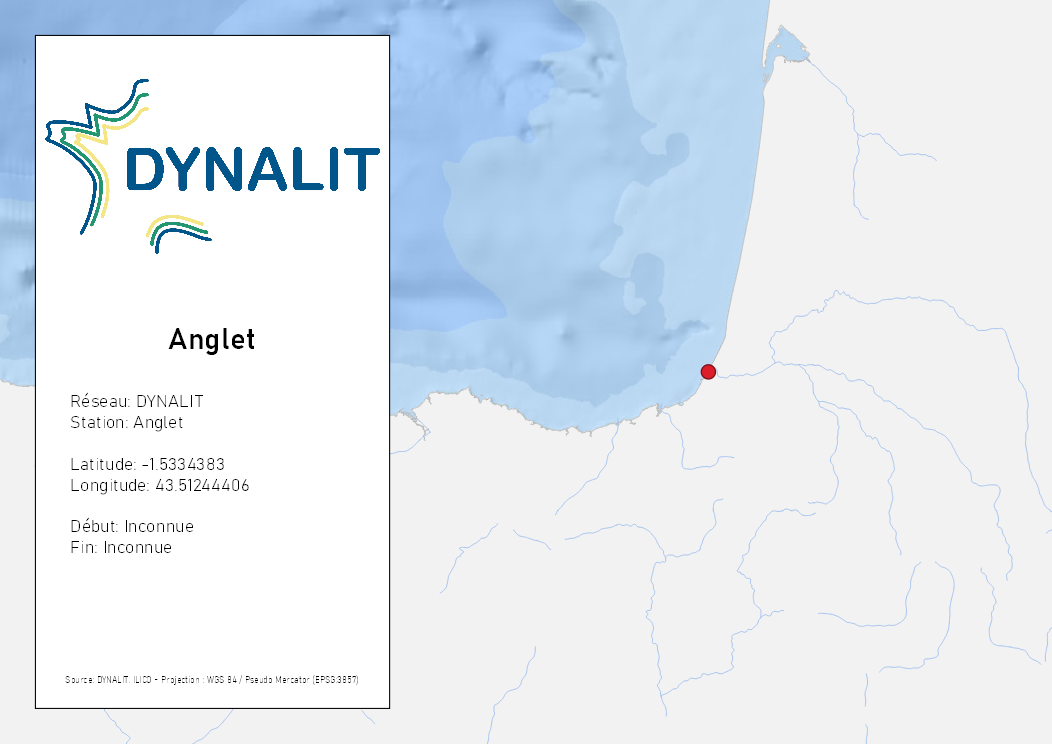 DYNALIT
Anglet
Réseau: DYNALIT
Station: Anglet
Latitude: -1.5334383
Longitude: 43.51244406
Début: Inconnue
Fin: Inconnue
Source: DYNALIT, ILICO - Projection : WGS 84 / Pseudo Mercator (EPSG:3857)